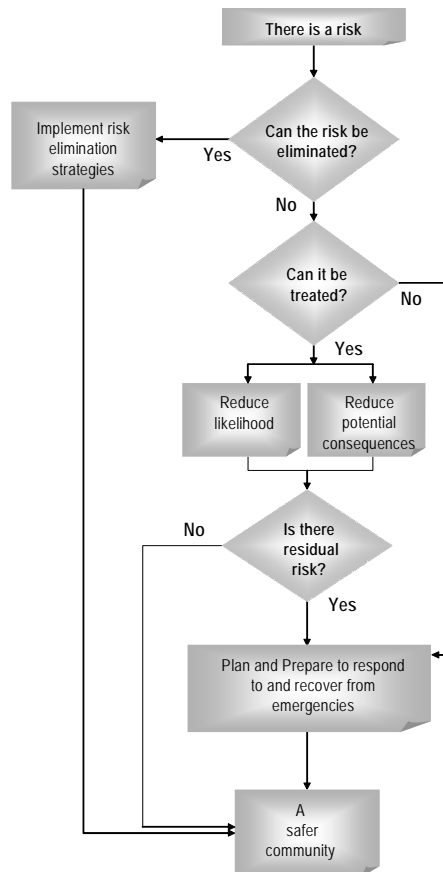 There is a risk
Can the risk be
eliminated?
Yes
Implement risk
elimination
strategies
No
Can it be
treated?
No
Yes
Reduce
likelihood
Reduce
potential
consequences
Is there
residual
risk?
No
Yes
Plan and Prepare to respond
to and recover from
emergencies
A
safer
community